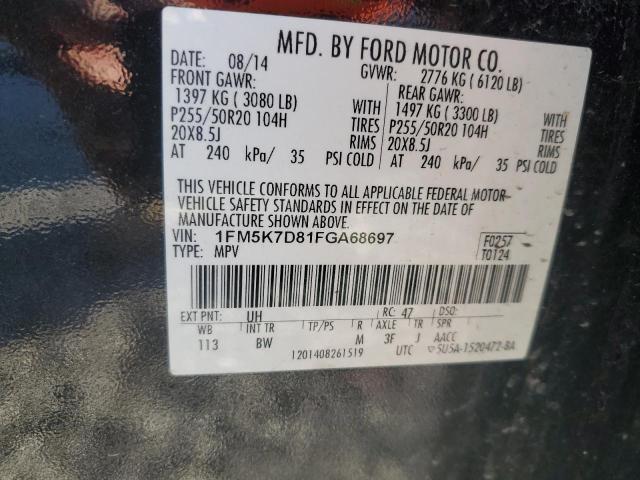 MFD. BY FORD MOTOR CO.
DATE: 08/14 GVWR: 2776 KG ( 6120 LB)
FRONT GAWR: REAR GAWR:
1397 KG ( 3080 LB) WITH 1497 KG ( 3300 LB) WITH
P255/50R20 104H TIRES P255/50R20 104H TIRES
20X8.5J RIMS 20X8.5J RIMS
AT 240 kPa/ 35 PSI COLD AT 240 kPa/ 35 PSI COLD
THIS VEHICLE CONFORMS TO ALL APPLICABLE FEDERAL MOTOR
VEHICLE SAFETY STANDARDS IN EFFECT ON THE DATE OF
MANUFACTURE SHOWN ABOVE.
VIN: 1FM5K7D81FGA68697 F0257
TYPE: MPV T0124
EXT PNT: UH RC: 47 DSO:
WB INT TR TP/PS R AXLE TR SPR
113 BW M 3F J AACC
1201408261519 UTC 5U5A-1520472-BA